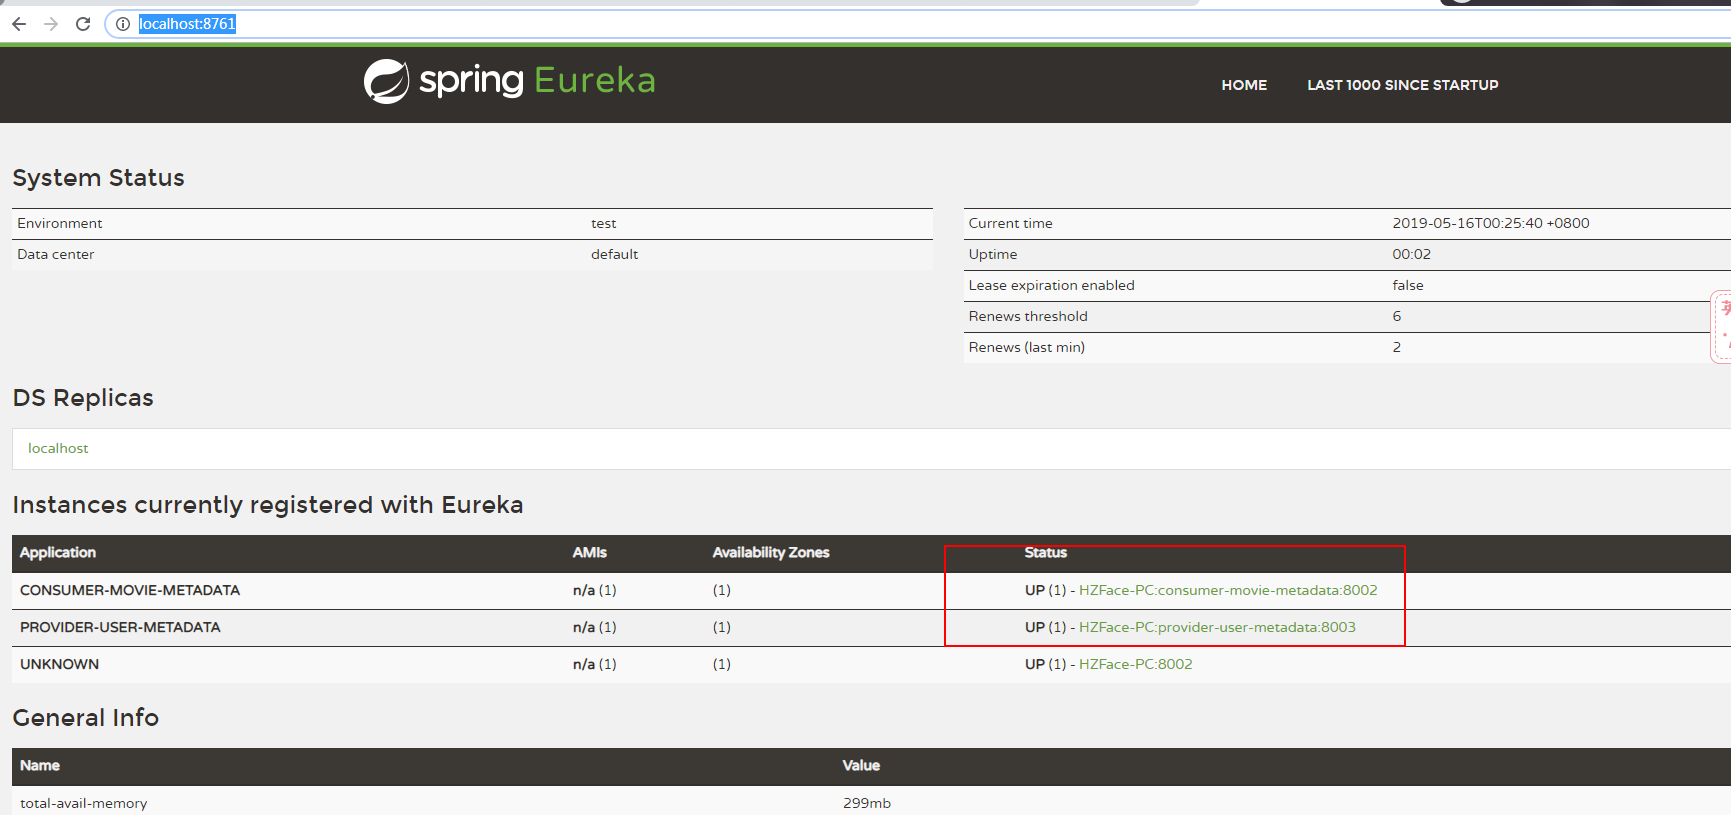 localhost:8761
spring Eureka
HOME LAST 1000 SINCE STARTUP
System Status
Environment test
Data center default
Current time 2019-05-16T00:25:40 +0800
Uptime 00:02
Lease expiration enabled false
Renews threshold 6
Renews (last min) 2
DS Replicas
localhost
Instances currently registered with Eureka
Application AMIs Availability Zones Status
CONSUMER-MOVIE-METADATA n/a (1) (1) UP (1) - HZFace-PC:consumer-movie-metadata:8002
PROVIDER-USER-METADATA n/a (1) (1) UP (1) - HZFace-PC:provider-user-metadata:8003
UNKNOWN n/a (1) (1) UP (1) - HZFace-PC:8002
General Info
Name Value
total-avail-memory 299mb